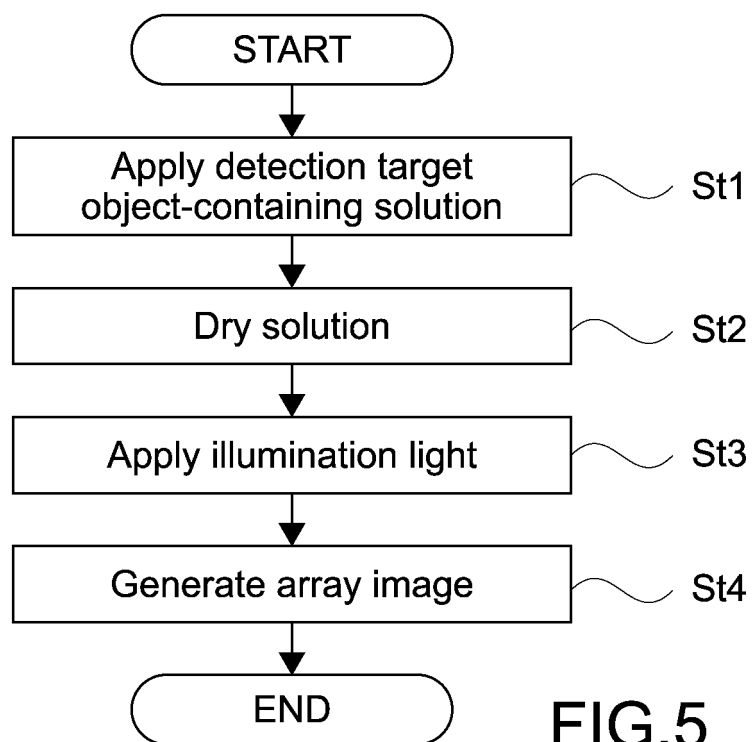 START
Apply detection target
object-containing solution
St1
Dry solution
St2
Apply illumination light
St3
Generate array image
St4
END
FIG.5